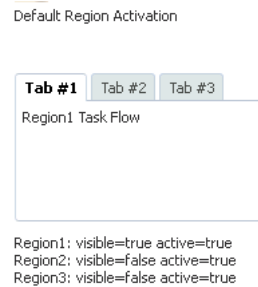 Default Region Activation
Tab #1 Tab #2 Tab #3
Region1 Task Flow
Region1: visible=true active=true
Region2: visible=false active=true
Region3: visible=false active=true